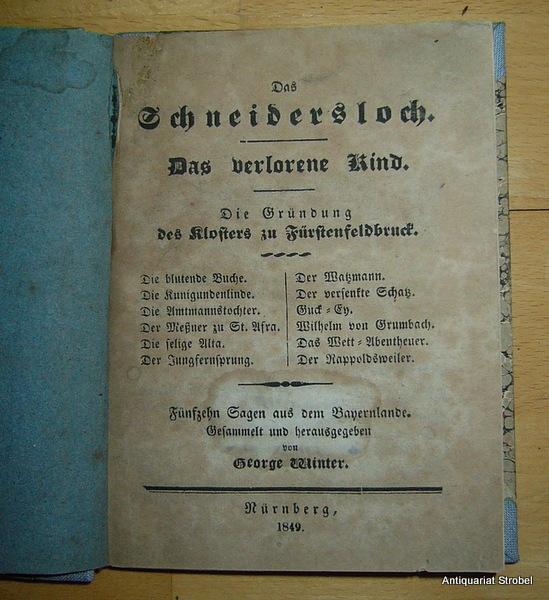 Das
Schneidersloch.
Das verlorene Kind.
Die Gründung
des Klosters zu Fürstenfeldbruck.
Die blutende Buche.
Die Kunigundenlinde.
Die Amtmannstochter.
Der Meßner zu St. Afra.
Die selige Alta.
Der Jungfernsprung.
Der Watzmann.
Der versenkte Schatz.
Guck-Ey.
Wilhelm von Grumbach.
Das Wett-Abentheuer.
Der Rappoldsweiler.
Fünfzehn Sagen aus dem Bayernlande.
Gesammelt und herausgegeben
von
George Winter.
Nürnberg,
1849.
Antiquariat Strobel